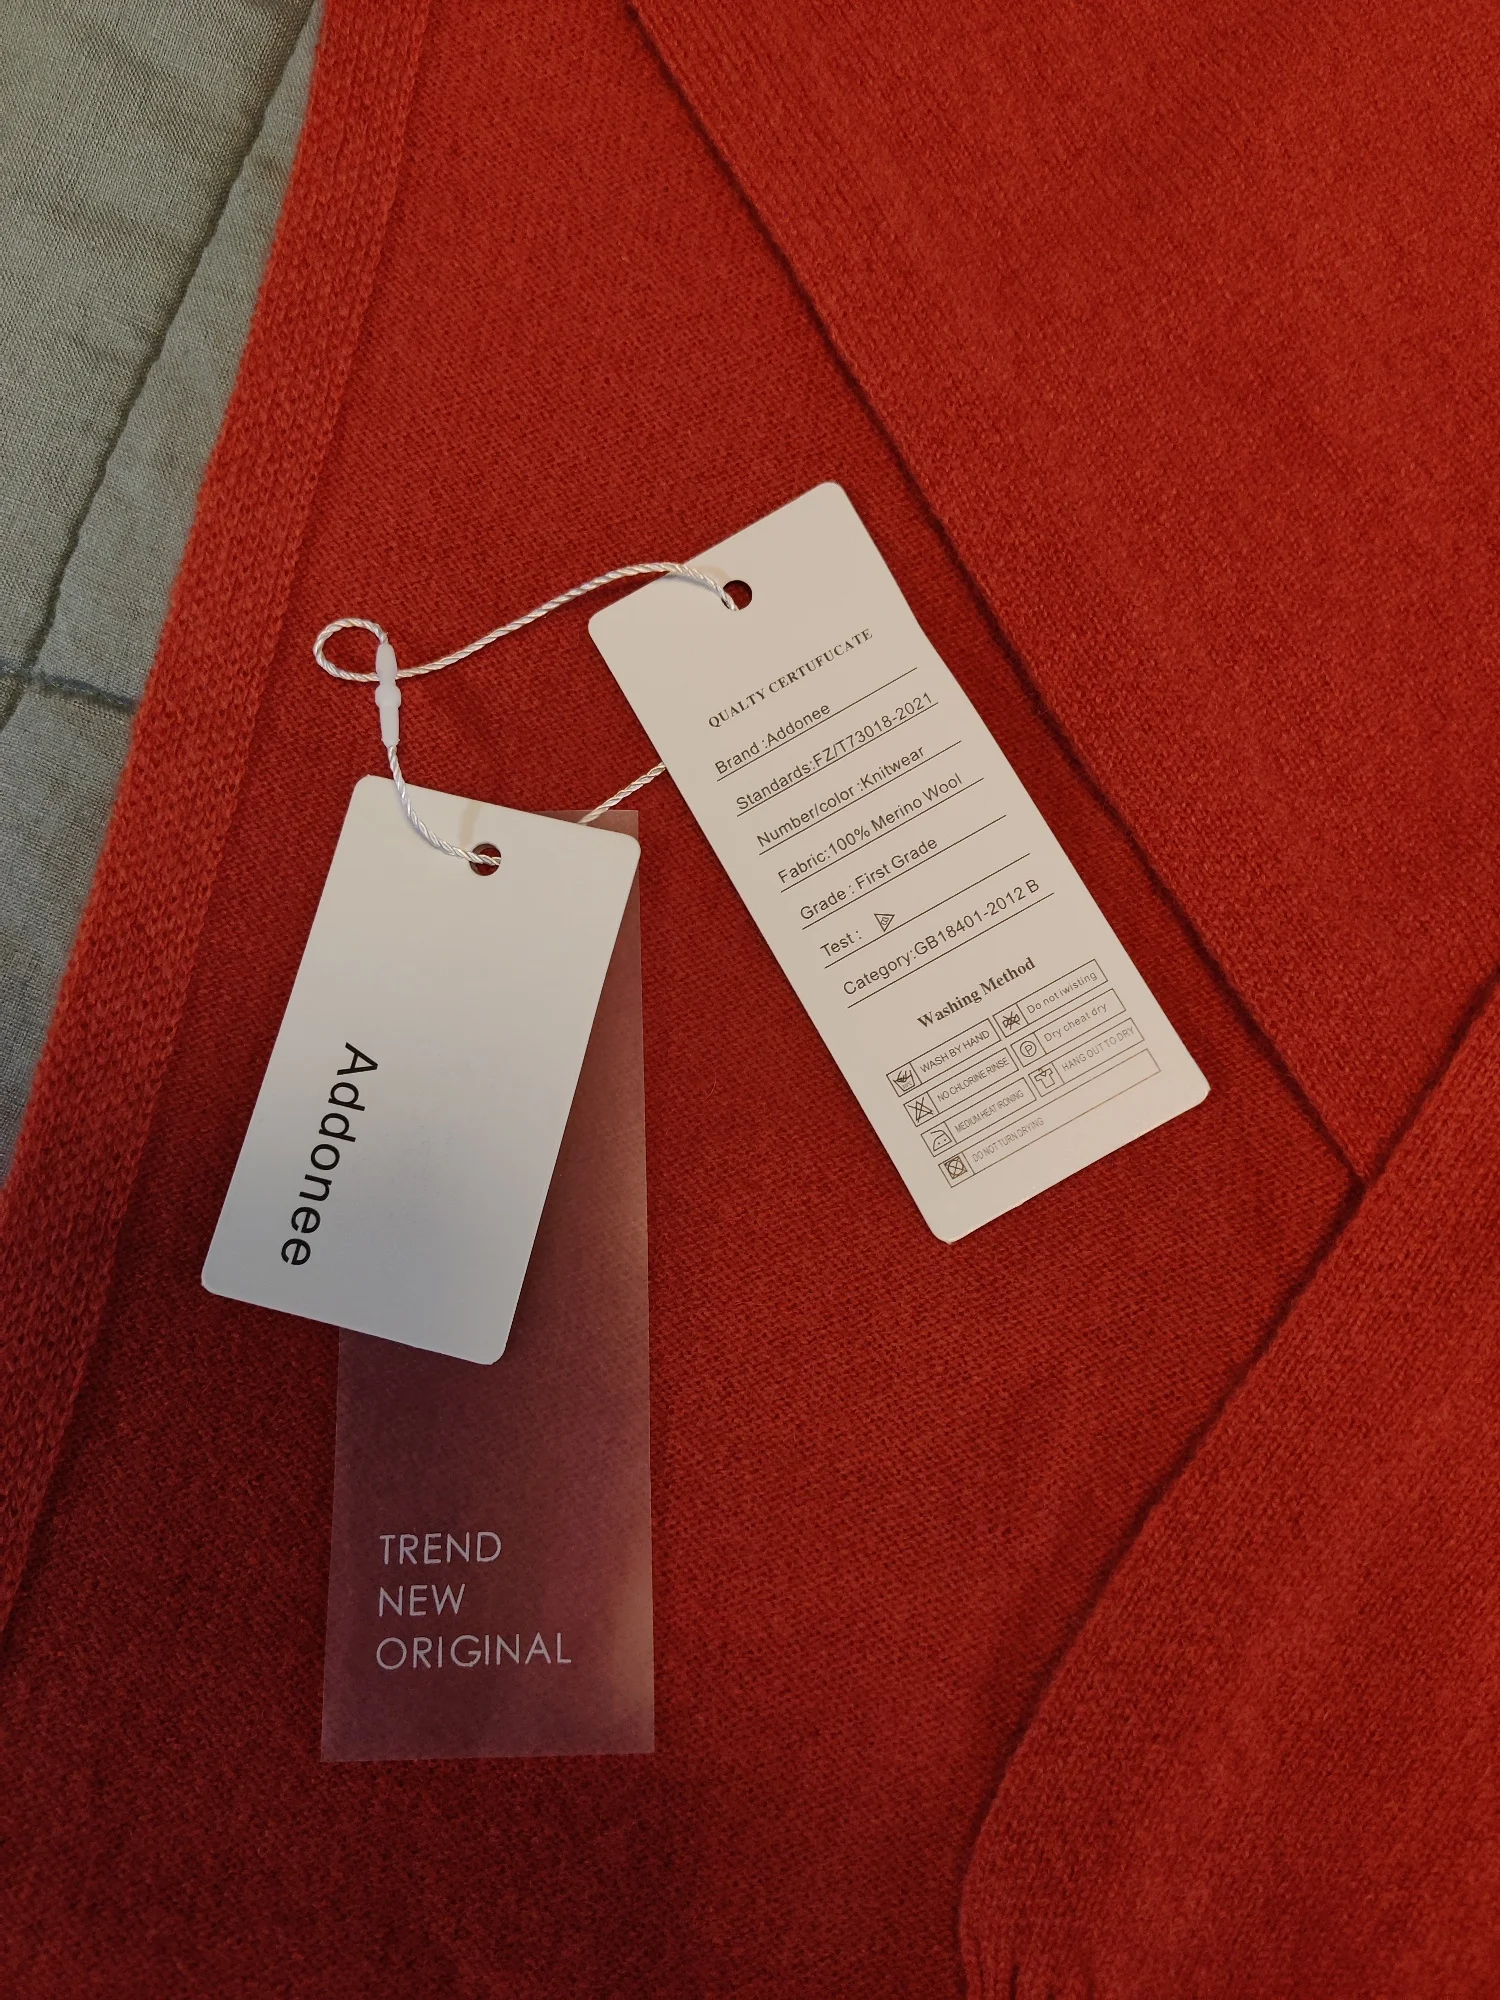 QUALTY CERTUFUCATE
Brand :Addonee
Standards:FZ/T73018-2021
Number/color :Knitwear
Fabric:100% Merino Wool
Grade : First Grade
Test :
Category:GB18401-2012 B
Washing Method
WASH BY HAND Do not iwisting
NO CHLORINE RINSE P Dry cheat dry
MEDIUM HEAT IRONING HANG OUT TO DRY
DO NOT TURN DRYING
Addonee
TREND
NEW
ORIGINAL